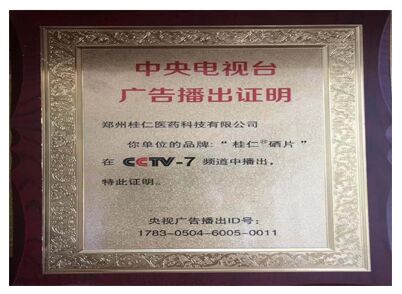 中央电视台
广告播出证明
郑州桂仁医药科技有限公司
你单位的品牌:“桂仁®硒片”
在 CCTV-7 频道中播出。
特此证明。
央视广告播出ID号:
1783-0504-6005-0011